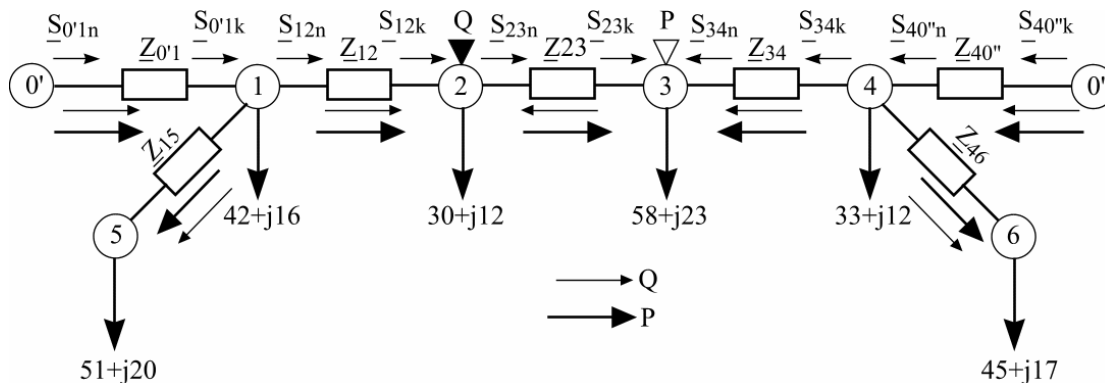 S0'1n S0'1k S12n S12k Q S23n S23k P S34n S34k S40"n S40"k
Z0'1 Z12 Z23 Z34 Z40"
0' 1 2 3 4 0'
Z15 Z46
42+j16 30+j12 58+j23 33+j12
5 6
Q
P
51+j20 45+j17